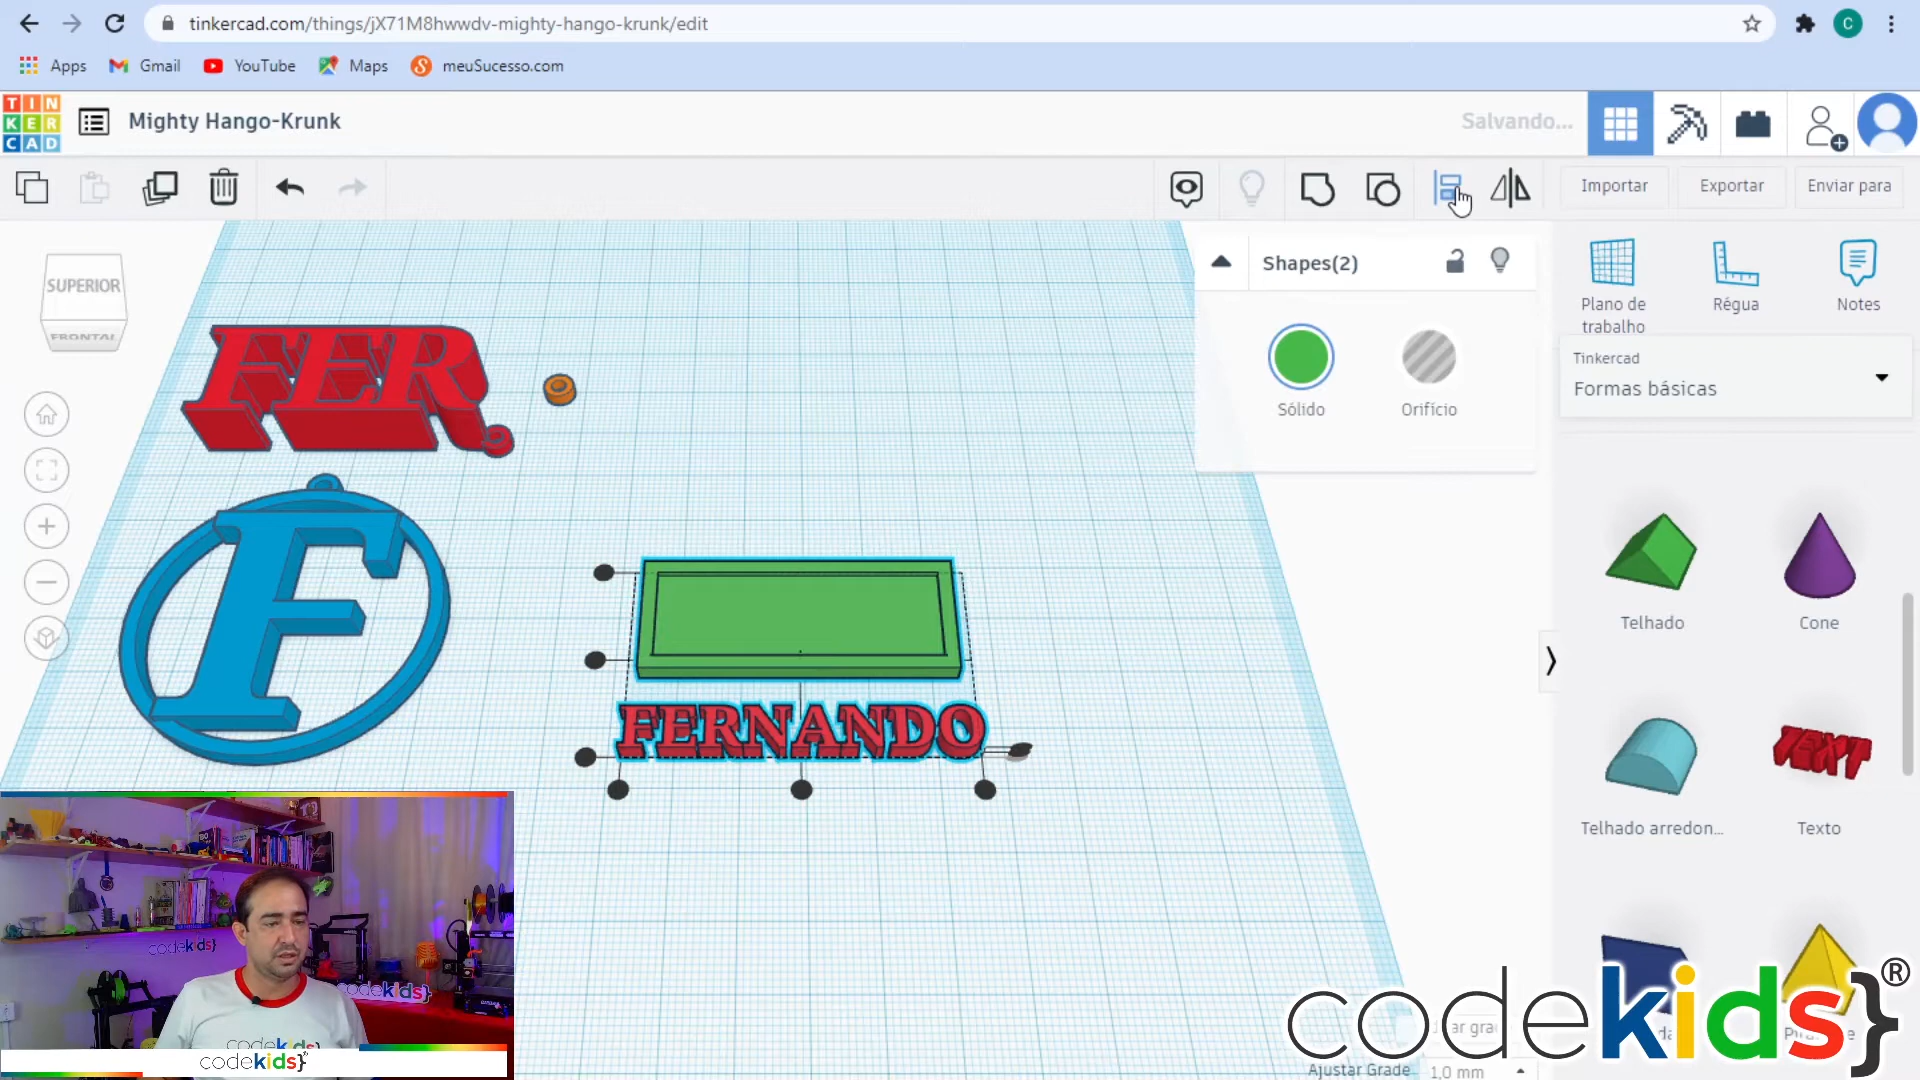 tinkercad.com/things/jX71M8hwwdv-mighty-hango-krunk/edit
C
Apps
Gmail
YouTube
Maps
meuSucesso.com
TIN
KER
CAD
Mighty Hango-Krunk
Salvando...
Importar
Exportar
Enviar para
SUPERIOR
FRONTAL
Shapes(2)
Sólido
Orifício
Plano de
trabalho
Régua
Notes
Tinkercad
Formas básicas
FER
F
FERNANDO
Telhado
Cone
TEXT
Telhado arredon...
Texto
codekids}
codekids}
codekids}
codekids}
codekids}®
Ajustar Grade
1,0 mm